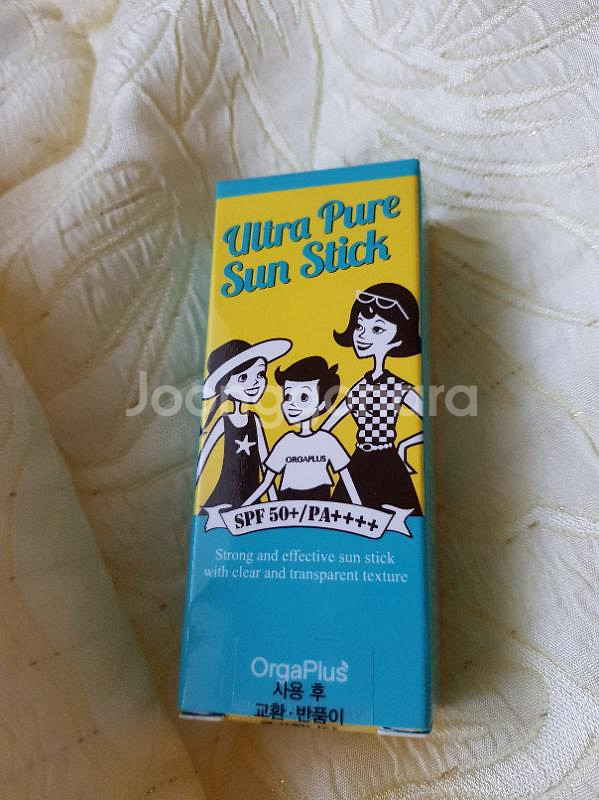 Ultra Pure
Sun Stick
Joonggonara
ORGAPLUS
SPF 50+/PA++++
Strong and effective sun stick
with clear and transparent texture
OrgaPlus
사용 후
교환·반품이